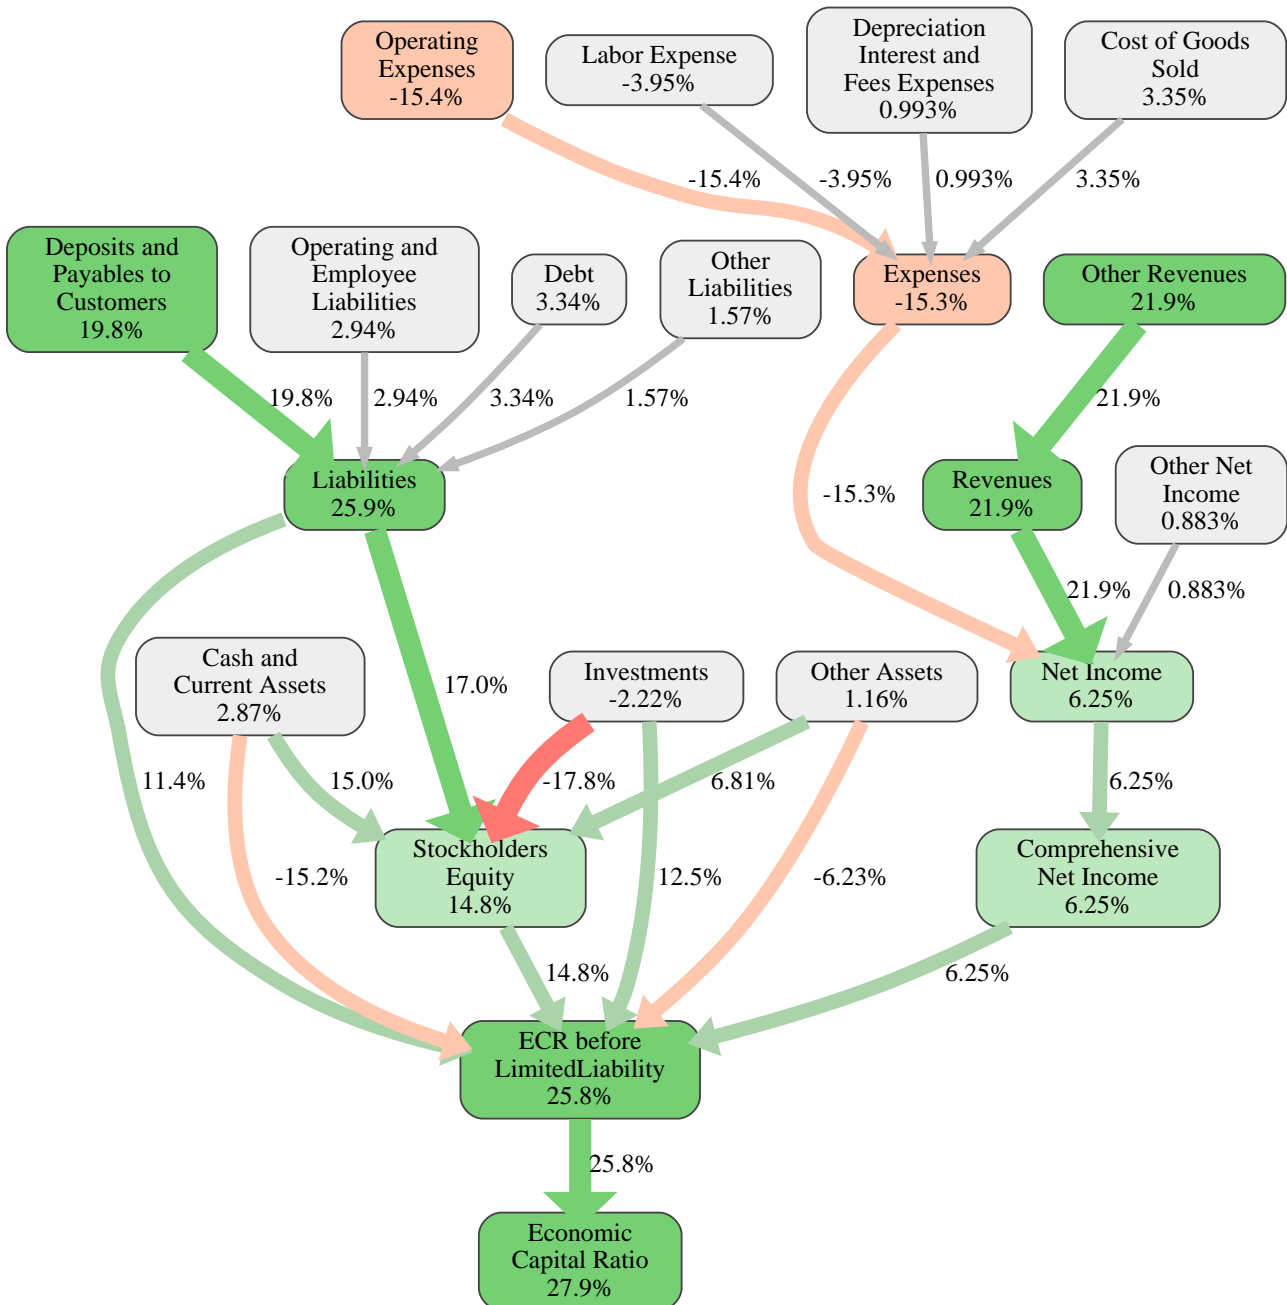 Operating
Expenses
-15.4%
Labor Expense
-3.95%
Depreciation
Interest and
Fees Expenses
0.993%
Cost of Goods
Sold
3.35%
-15.4%
-3.95%
0.993%
3.35%
Deposits and
Payables to
Customers
19.8%
Operating and
Employee
Liabilities
2.94%
Debt
3.34%
Other
Liabilities
1.57%
Expenses
-15.3%
Other Revenues
21.9%
19.8%
2.94%
3.34%
1.57%
21.9%
Liabilities
25.9%
-15.3%
Revenues
21.9%
Other Net
Income
0.883%
21.9%
0.883%
Cash and
Current Assets
2.87%
17.0%
Investments
-2.22%
Other Assets
1.16%
Net Income
6.25%
11.4%
15.0%
-17.8%
6.81%
6.25%
Stockholders
Equity
14.8%
-15.2%
12.5%
-6.23%
Comprehensive
Net Income
6.25%
14.8%
6.25%
ECR before
LimitedLiability
25.8%
25.8%
Economic
Capital Ratio
27.9%